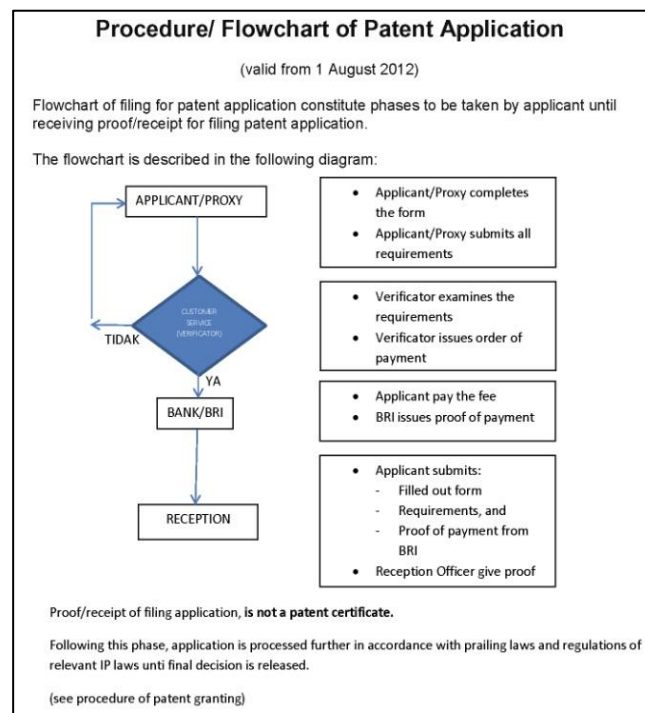 Procedure/ Flowchart of Patent Application
(valid from 1 August 2012)
Flowchart of filing for patent application constitute phases to be taken by applicant until
receiving proof/receipt for filing patent application.
The flowchart is described in the following diagram:
APPLICANT/PROXY
• Applicant/Proxy completes
the form
• Applicant/Proxy submits all
requirements
CUSTOMER
SERVICE
(VERIFICATOR)
TIDAK
YA
• Verificator examines the
requirements
• Verificator issues order of
payment
BANK/BRI
• Applicant pay the fee
• BRI issues proof of payment
RECEPTION
• Applicant submits:
- Filled out form
- Requirements, and
- Proof of payment from
BRI
• Reception Officer give proof
Proof/receipt of filing application, is not a patent certificate.
Following this phase, application is processed further in accordance with prailing laws and regulations of
relevant IP laws unti final decision is released.
(see procedure of patent granting)